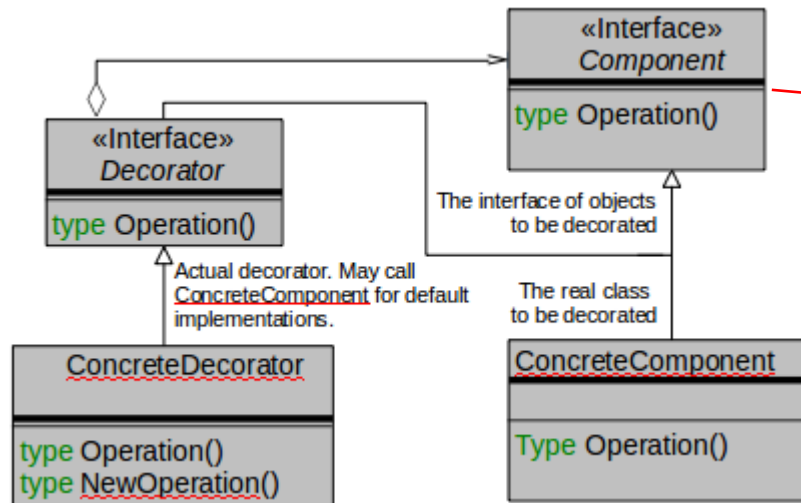 «Interface»
Component
type Operation()
«Interface»
Decorator
type Operation()
The interface of objects
to be decorated
Actual decorator. May call
ConcreteComponent for default
implementations.
The real class
to be decorated
ConcreteDecorator
type Operation()
type NewOperation()
ConcreteComponent
Type Operation()